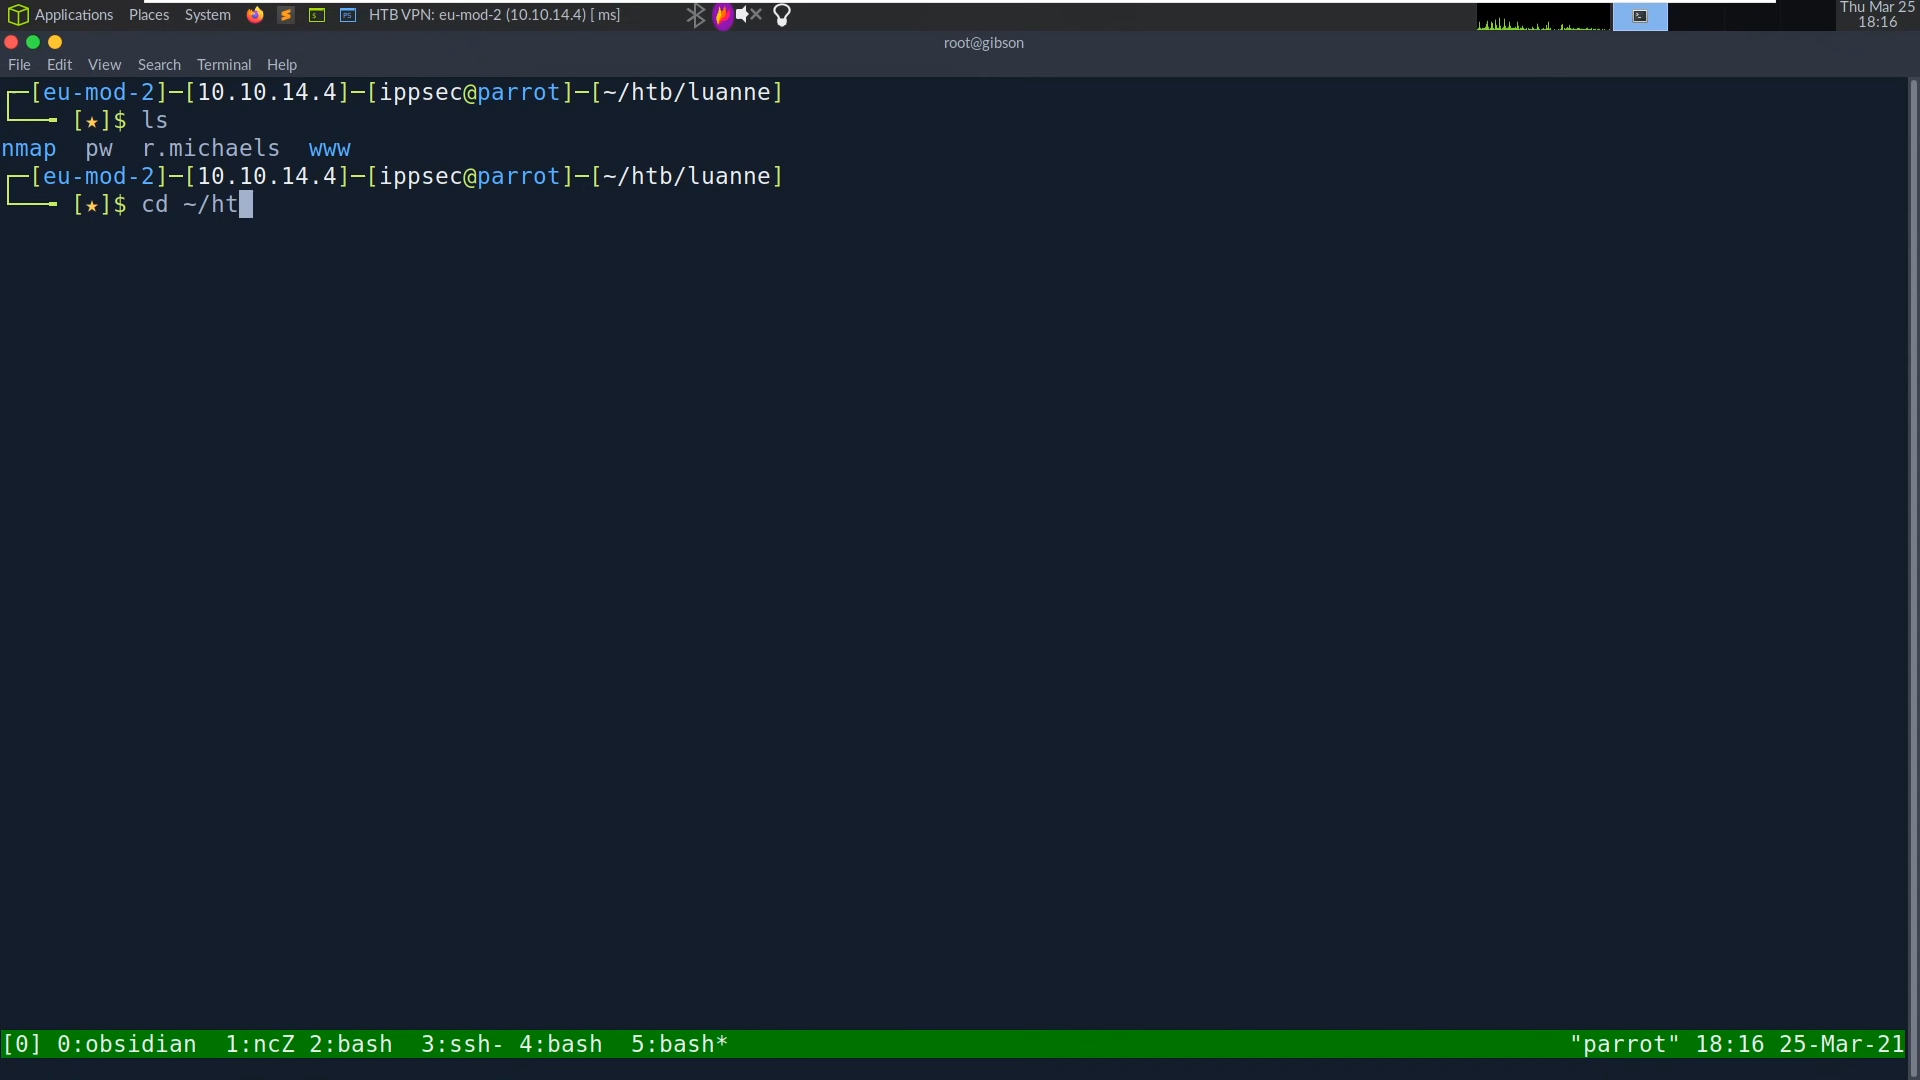 Applications Places System HTB VPN: eu-mod-2 (10.10.14.4) [ ms] Thu Mar 25
18:16
root@gibson
File Edit View Search Terminal Help
┌─[eu-mod-2]─[10.10.14.4]─[ippsec@parrot]─[~/htb/luanne]
└──╼ [★]$ ls
nmap  pw  r.michaels  www
┌─[eu-mod-2]─[10.10.14.4]─[ippsec@parrot]─[~/htb/luanne]
└──╼ [★]$ cd ~/ht
[0] 0:obsidian  1:ncZ 2:bash  3:ssh- 4:bash  5:bash* "parrot" 18:16 25-Mar-21